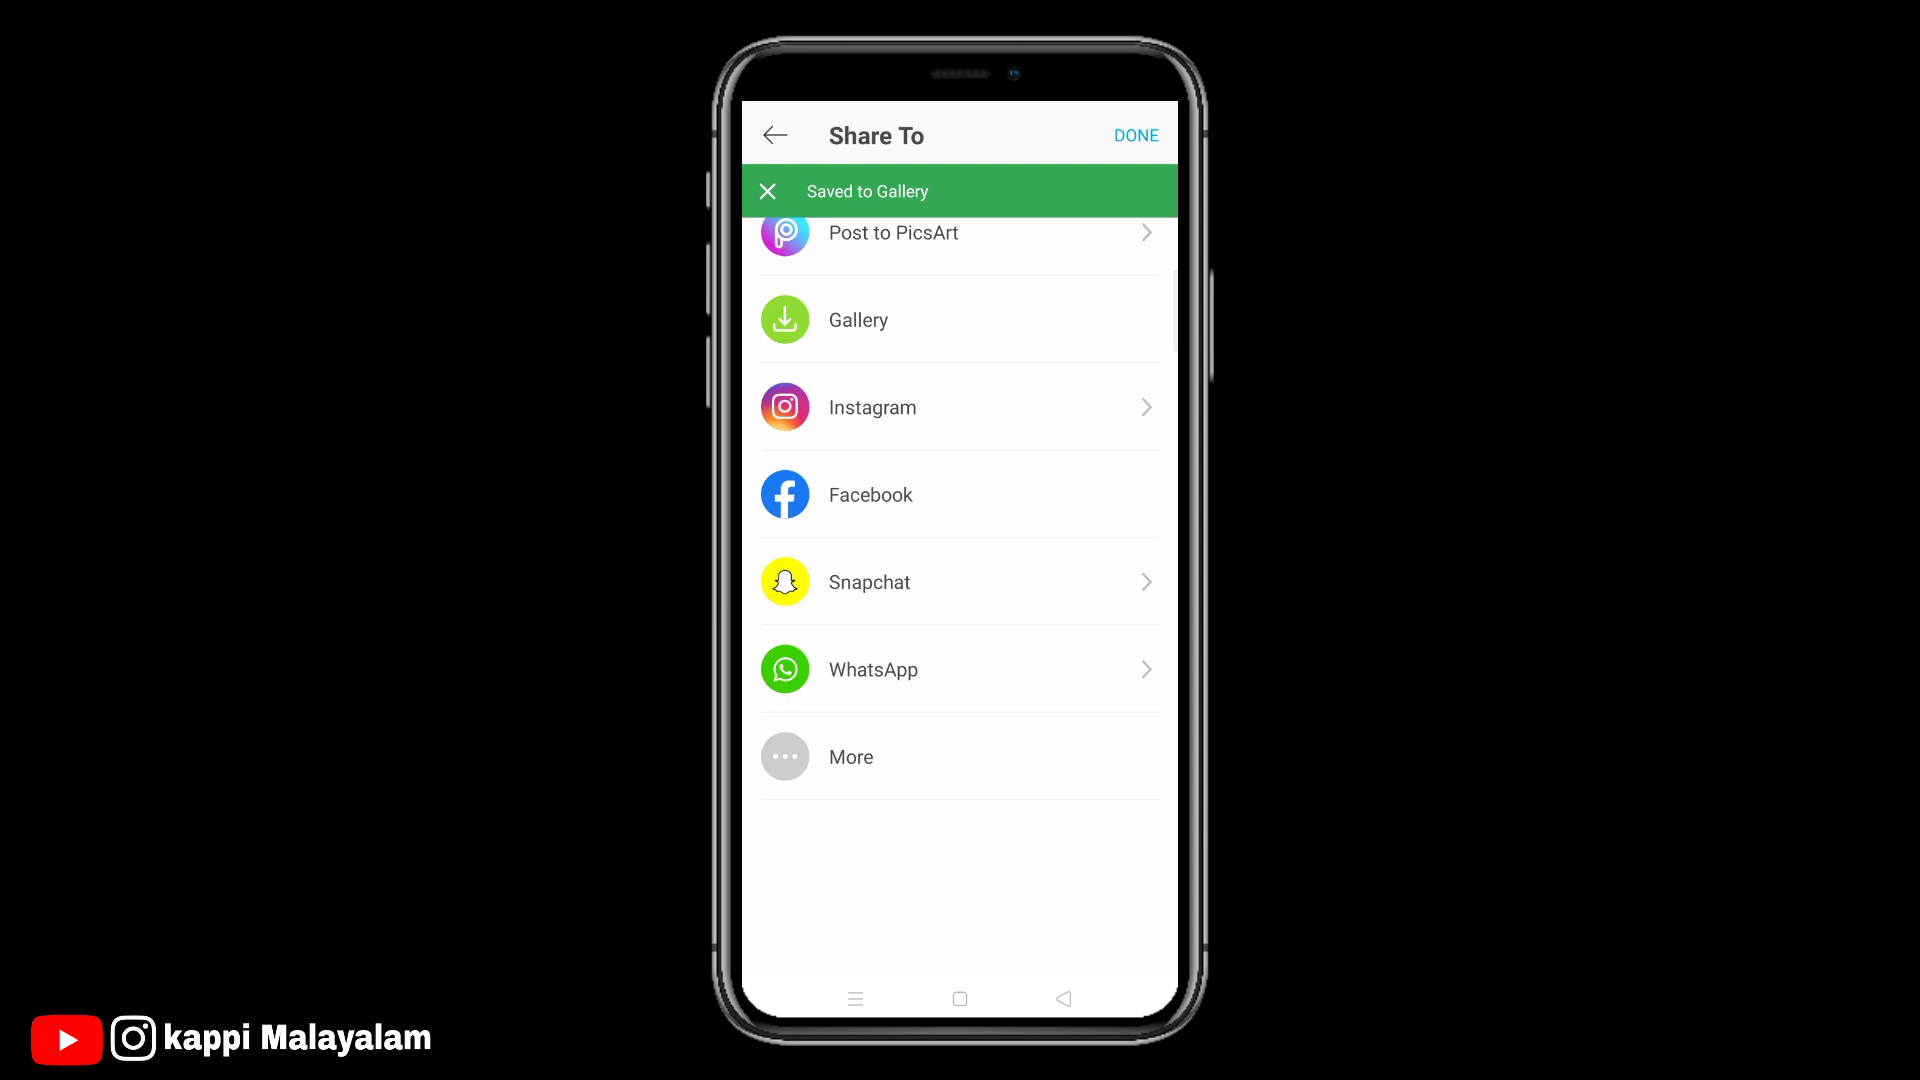 Share To
DONE
Saved to Gallery
Post to PicsArt
Gallery
Instagram
Facebook
Snapchat
WhatsApp
More
kappi Malayalam